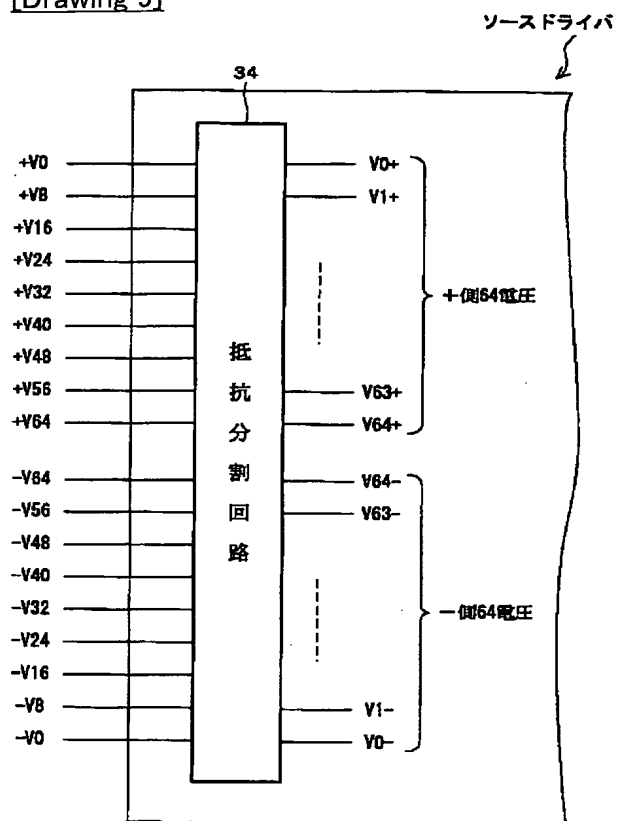 [Drawing 9]
ソースドライバ
34
+V0
+V8
+V16
+V24
+V32
+V40
+V48
+V56
+V64
-V64
-V56
-V48
-V40
-V32
-V24
-V16
-V8
-V0
抵抗分割回路
V0+
V1+
V63+
V64+
+側64電圧
V64-
V63-
V1-
V0-
-側64電圧